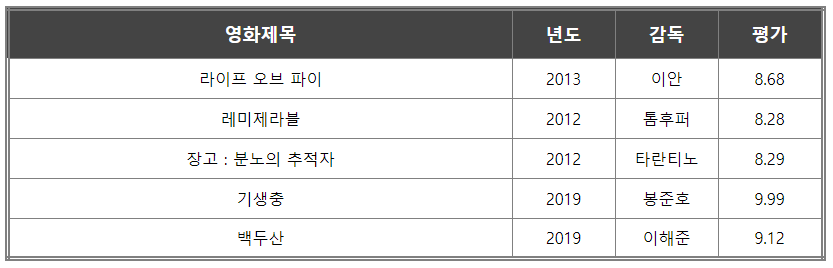 영화제목 년도 감독 평가
라이프 오브 파이 2013 이안 8.68
레미제라블 2012 톰후퍼 8.28
장고 : 분노의 추적자 2012 타란티노 8.29
기생충 2019 봉준호 9.99
백두산 2019 이해준 9.12